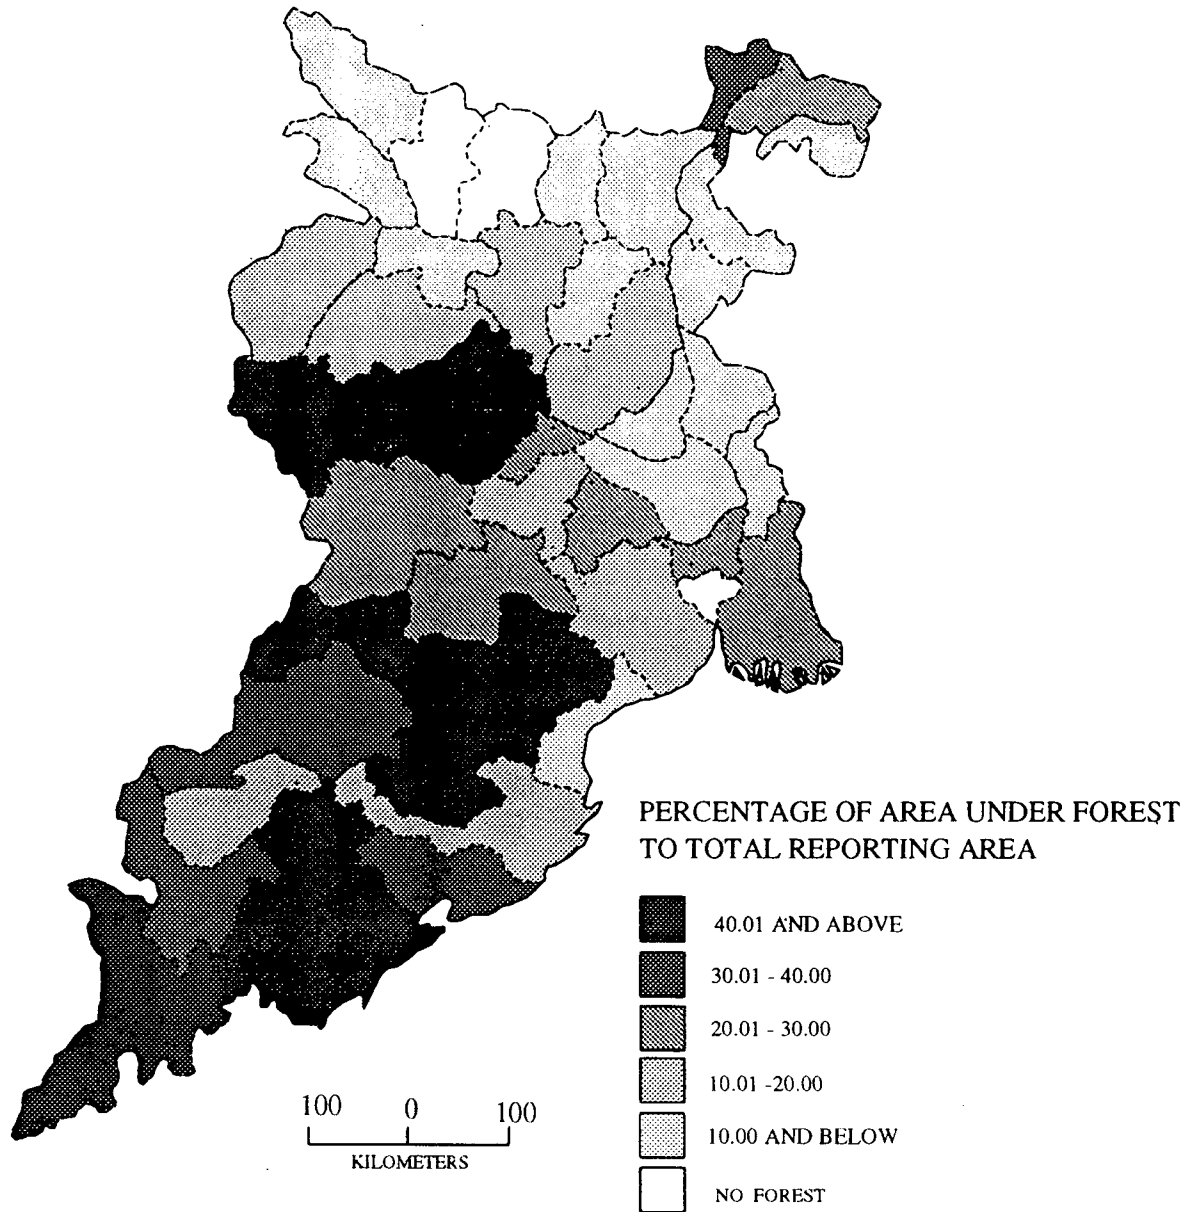 PERCENTAGE OF AREA UNDER FOREST
TO TOTAL REPORTING AREA
40.01 AND ABOVE
30.01 - 40.00
20.01 - 30.00
10.01 -20.00
10.00 AND BELOW
NO FOREST
100 0 100
KILOMETERS